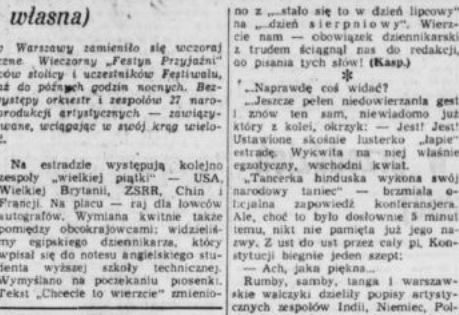 własna)
Warszawy zamieniło się wczoraj
Wieczorny „Festyn Przyjaźni"
stolicy i uczestników Festiwalu,
aż do późnych godzin nocnych. Bez-
występy orkiestr i zespołów 27 naro-
produkcji artystycznych — zawiązy-
wane, wciągając w swój krąg wielo-
Na estradzie występują kolejno
zespoły „wielkiej piątki" — USA,
Wielkiej Brytanii, ZSRR, Chin i
Francji. Na placu — raj dla łowców
autografów. Wymiana kwitnie także
pomiędzy obcokrajowcami: widzieliś-
my egipskiego dziennikarza, który
wpisał się do notesu angielskiego stu-
denta wyższej szkoły technicznej.
Wymyślano na poczekaniu piosenki.
Tekst „Chcecie to wierzcie" zmienio-
no z „...stało się to w dzień lipcowy"
na „...dzień sierpniowy". Wierz-
cie nam — obowiązek dziennikarski
z trudem ściągnął nas do redakcji,
do pisania tych słów! (Kasp.)
*
„...Naprawdę coś widać?
„...Jeszcze pełen niedowierzania gest
i znów ten sam, niewiadomo już
który z kolei, okrzyk: — Jest! Jest!
Ustawione skośnie lusterko „łapie"
estradę. Wykwita na niej właśnie
egzotyczny, wschodni kwiat.
„Tancerka hinduska wykona swój
narodowy taniec" — brzmiała o-
ficjalna zapowiedź konferansjera.
Ale, choć to było dosłownie 5 minut
temu, nikt nie pamięta już jego na-
zwy. Z ust do ust przez cały pl. Kon-
stytucji biegnie jeden szept:
— Ach, jaka piękna...
Rumby, samby, tanga i warszaw-
skie walczyki dzieliły popisy artysty-
cznych zespołów Indii, Niemiec, Pol-